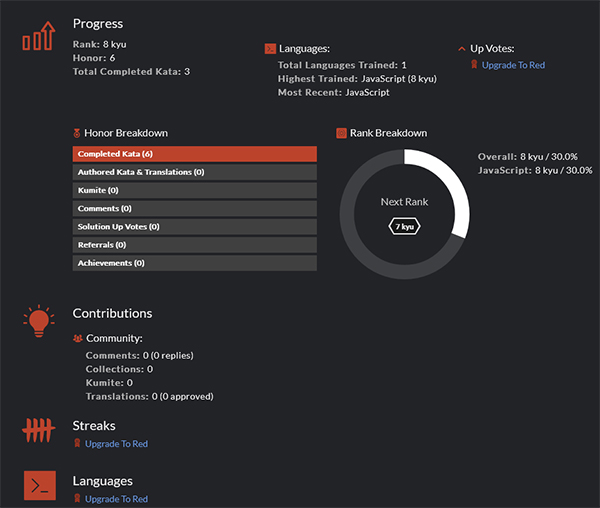 Progress
Rank: 8 kyu
Honor: 6
Total Completed Kata: 3
Languages:
Total Languages Trained: 1
Highest Trained: JavaScript (8 kyu)
Most Recent: JavaScript
Up Votes:
Upgrade To Red
Honor Breakdown
Completed Kata (6)
Authored Kata & Translations (0)
Kumite (0)
Comments (0)
Solution Up Votes (0)
Referrals (0)
Achievements (0)
Rank Breakdown
Next Rank
7 kyu
Overall: 8 kyu / 30.0%
JavaScript: 8 kyu / 30.0%
Contributions
Community:
Comments: 0 (0 replies)
Collections: 0
Kumite: 0
Translations: 0 (0 approved)
Streaks
Upgrade To Red
Languages
Upgrade To Red